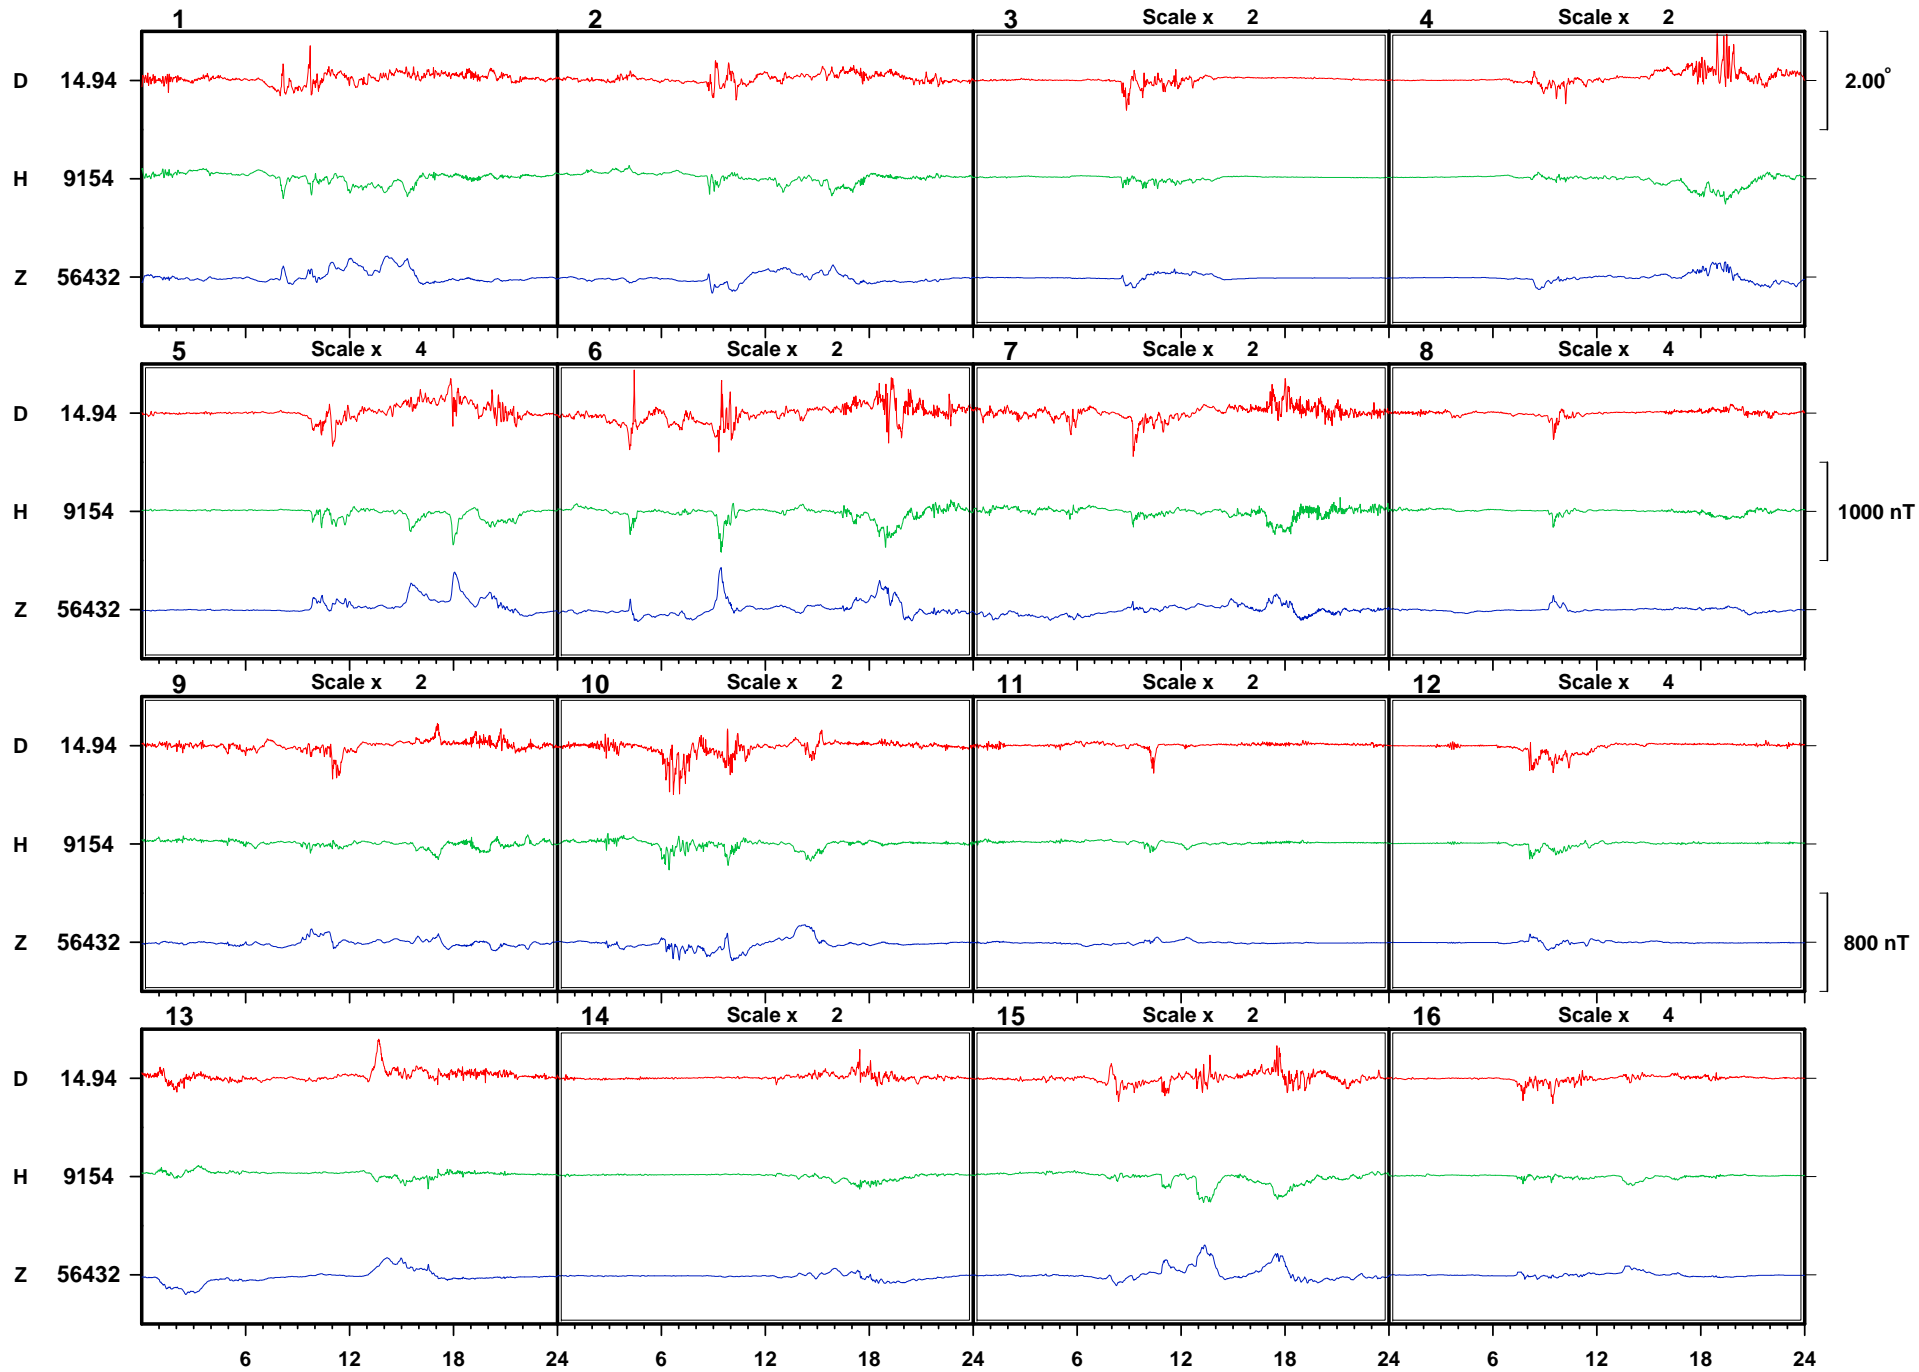 1 2 3 Scale x 2 4 Scale x 2
D 14.94 2.00°
H 9154
Z 56432
5 Scale x 4 6 Scale x 2 7 Scale x 2 8 Scale x 4
D 14.94
H 9154 1000 nT
Z 56432
9 Scale x 2 10 Scale x 2 11 Scale x 2 12 Scale x 4
D 14.94
H 9154
Z 56432 800 nT
13 14 Scale x 2 15 Scale x 2 16 Scale x 4
D 14.94
H 9154
Z 56432
6 12 18 24 6 12 18 24 6 12 18 24 6 12 18 24